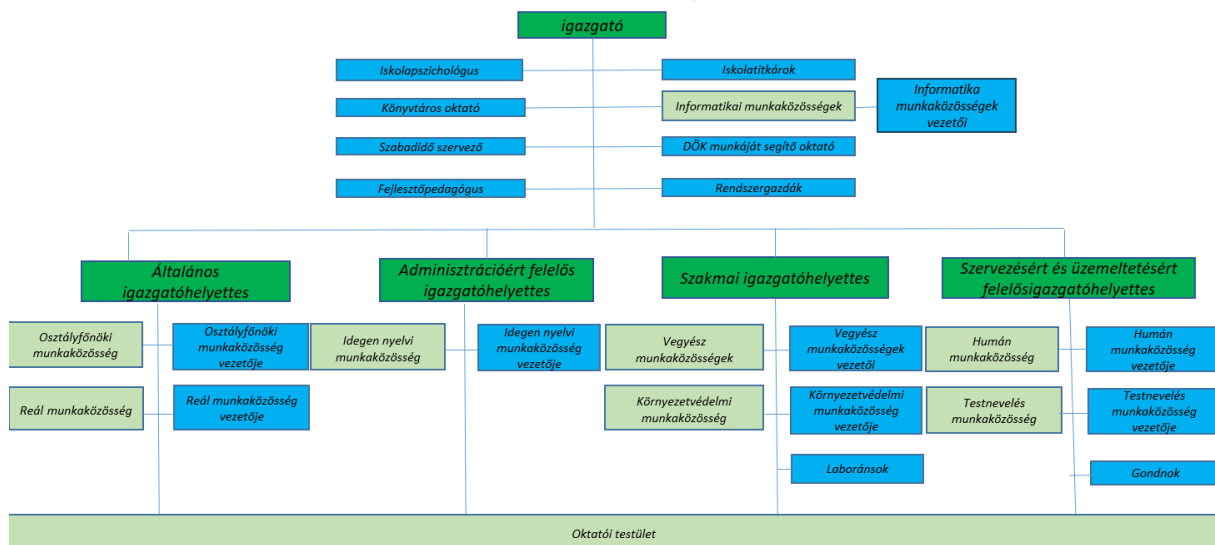 igazgató
Iskolapszichológus
Iskolatitkárok
Könyvtáros oktató
Informatikai munkaközösségek
Informatika
munkaközösségek
vezetői
Szabadidő szervező
DÖK munkáját segítő oktató
Fejlesztőpedagógus
Rendszergazdák
Általános
igazgatóhelyettes
Adminisztrációért felelős
igazgatóhelyettes
Szakmai igazgatóhelyettes
Szervezésért és üzemeltetésért
felelősigazgatóhelyettes
Osztályfőnöki
munkaközösség
Osztályfőnöki
munkaközösség
vezetője
Idegen nyelvi
munkaközösség
Idegen nyelvi
munkaközösség
vezetője
Vegyész
munkaközösségek
Vegyész
munkaközösségek
vezetői
Humán
munkaközösség
Humán
munkaközösség
vezetője
Reál munkaközösség
Reál munkaközösség
vezetője
Környezetvédelmi
munkaközösség
Környezetvédelmi
munkaközösség
vezetője
Testnevelés
munkaközösség
Testnevelés
munkaközösség
vezetője
Laboránsok
Gondnok
Oktatói testület